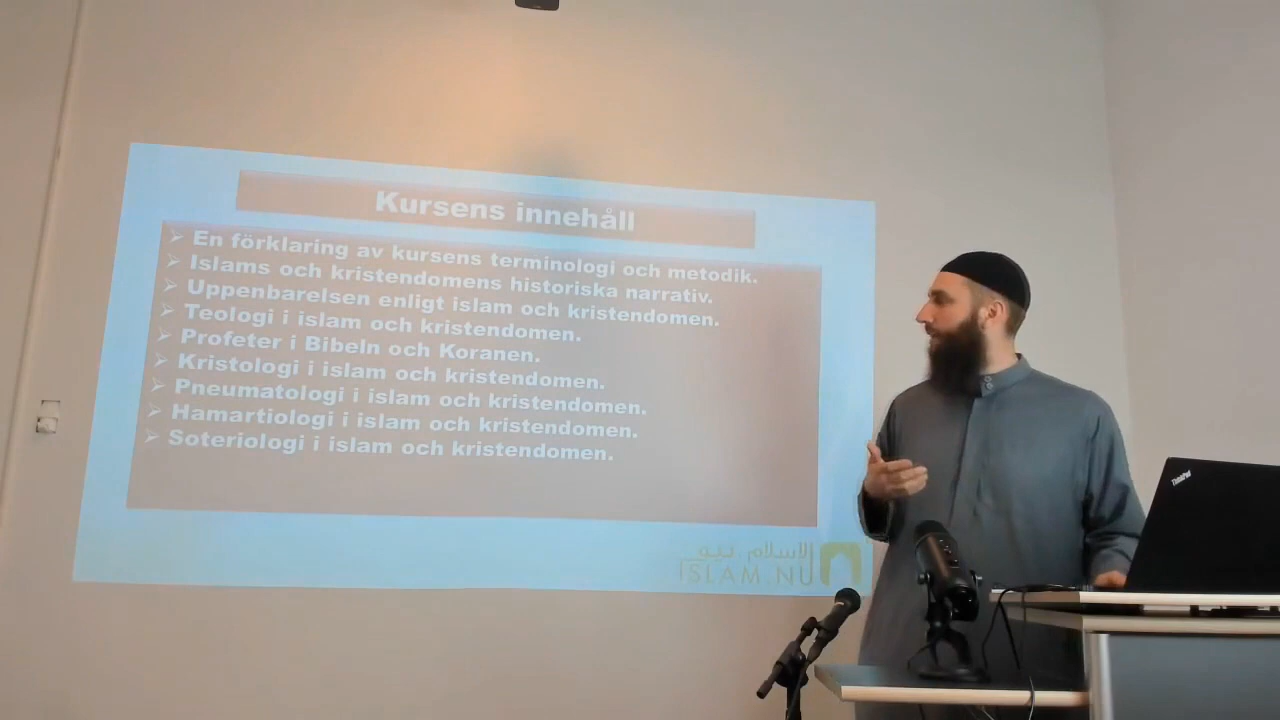 Kursens innehåll
En förklaring av kursens terminologi och metodik.
Islams och kristendomens historiska narrativ.
Uppenbarelsen enligt islam och kristendomen.
Teologi i islam och kristendomen.
Profeter i Bibeln och Koranen.
Kristologi i islam och kristendomen.
Pneumatologi i islam och kristendomen.
Hamartiologi i islam och kristendomen.
Soteriologi i islam och kristendomen.
الاسلام . نيو
ISLAM.NU
ThinkPad